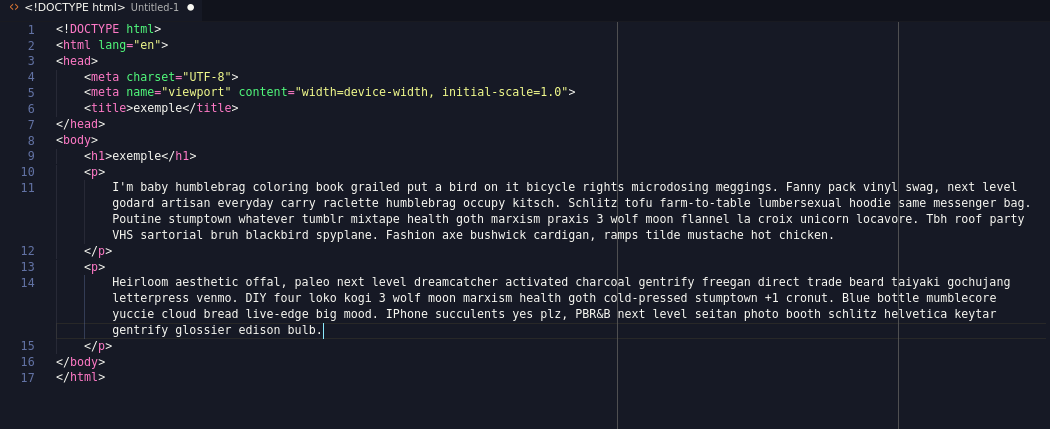 <> <!DOCTYPE html> Untitled-1 ●
1 <!DOCTYPE html>
2 <html lang="en">
3 <head>
4 <meta charset="UTF-8">
5 <meta name="viewport" content="width=device-width, initial-scale=1.0">
6 <title>exemple</title>
7 </head>
8 <body>
9 <h1>exemple</h1>
10 <p>
11 I'm baby humblebrag coloring book grailed put a bird on it bicycle rights microdosing meggings. Fanny pack vinyl swag, next level
godard artisan everyday carry raclette humblebrag occupy kitsch. Schlitz tofu farm-to-table lumbersexual hoodie same messenger bag.
Poutine stumptown whatever tumblr mixtape health goth marxism praxis 3 wolf moon flannel la croix unicorn locavore. Tbh roof party
VHS sartorial bruh blackbird spyplane. Fashion axe bushwick cardigan, ramps tilde mustache hot chicken.
12 </p>
13 <p>
14 Heirloom aesthetic offal, paleo next level dreamcatcher activated charcoal gentrify freegan direct trade beard taiyaki gochujang
letterpress venmo. DIY four loko kogi 3 wolf moon marxism health goth cold-pressed stumptown +1 cronut. Blue bottle mumblecore
yuccie cloud bread live-edge big mood. IPhone succulents yes plz, PBR&B next level seitan photo booth schlitz helvetica keytar
gentrify glossier edison bulb.
15 </p>
16 </body>
17 </html>